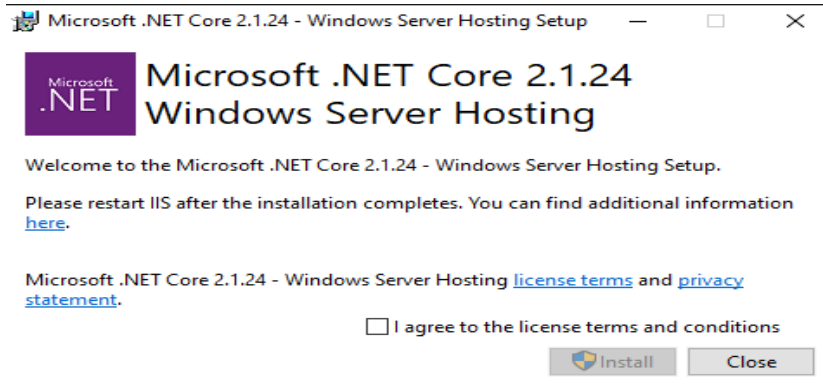 Microsoft .NET Core 2.1.24 - Windows Server Hosting Setup
Microsoft
.NET
Microsoft .NET Core 2.1.24
Windows Server Hosting
Welcome to the Microsoft .NET Core 2.1.24 - Windows Server Hosting Setup.
Please restart IIS after the installation completes. You can find additional information
here.
Microsoft .NET Core 2.1.24 - Windows Server Hosting license terms and privacy
statement.
I agree to the license terms and conditions
Install
Close